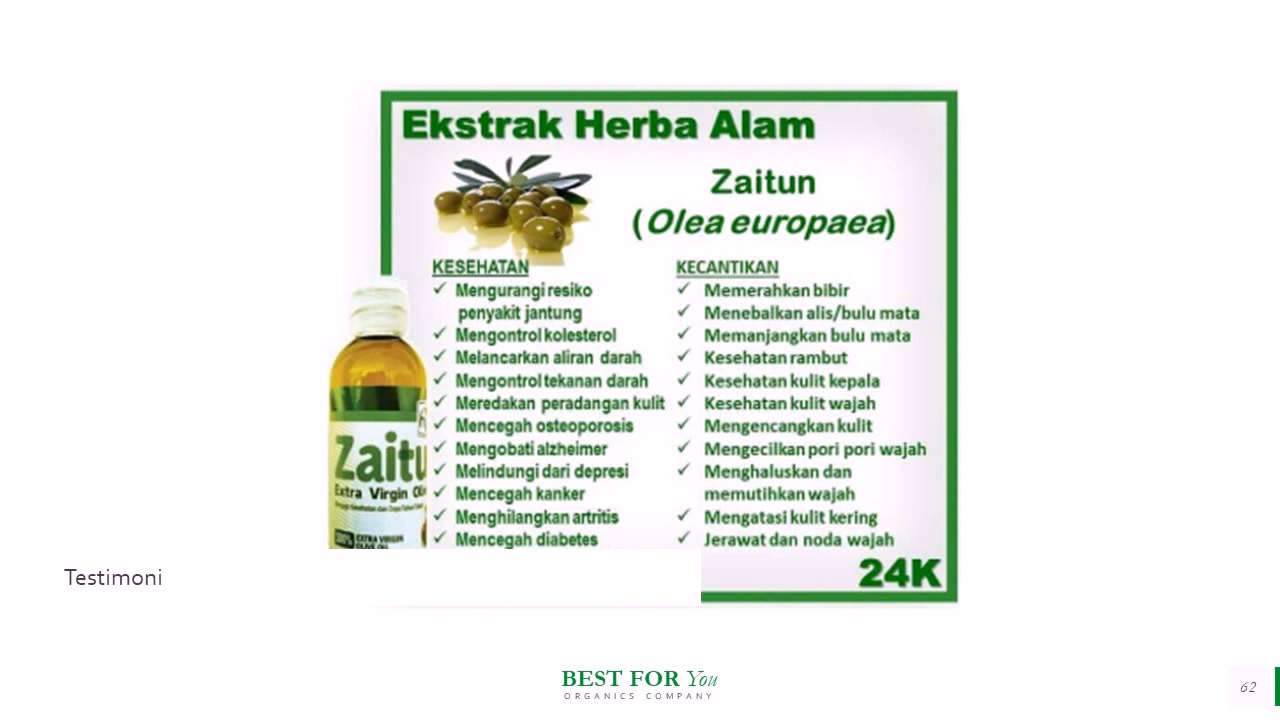 Ekstrak Herba Alam
Zaitun
(Olea europaea)
KESEHATAN
✓ Mengurangi resiko
penyakit jantung
✓ Mengontrol kolesterol
✓ Melancarkan aliran darah
✓ Mengontrol tekanan darah
✓ Meredakan peradangan kulit
✓ Mencegah osteoporosis
✓ Mengobati alzheimer
✓ Melindungi dari depresi
✓ Mencegah kanker
✓ Menghilangkan artritis
✓ Mencegah diabetes
KECANTIKAN
✓ Memerahkan bibir
✓ Menebalkan alis/bulu mata
✓ Memanjangkan bulu mata
✓ Kesehatan rambut
✓ Kesehatan kulit kepala
✓ Kesehatan kulit wajah
✓ Mengencangkan kulit
✓ Mengecilkan pori pori wajah
✓ Menghaluskan dan
memutihkan wajah
✓ Mengatasi kulit kering
✓ Jerawat dan noda wajah
24K
Zaitu
Extra Virgin
EXTRA VIRGIN
OLIVE OIL
Testimoni
BEST FOR You
ORGANICS COMPANY
62